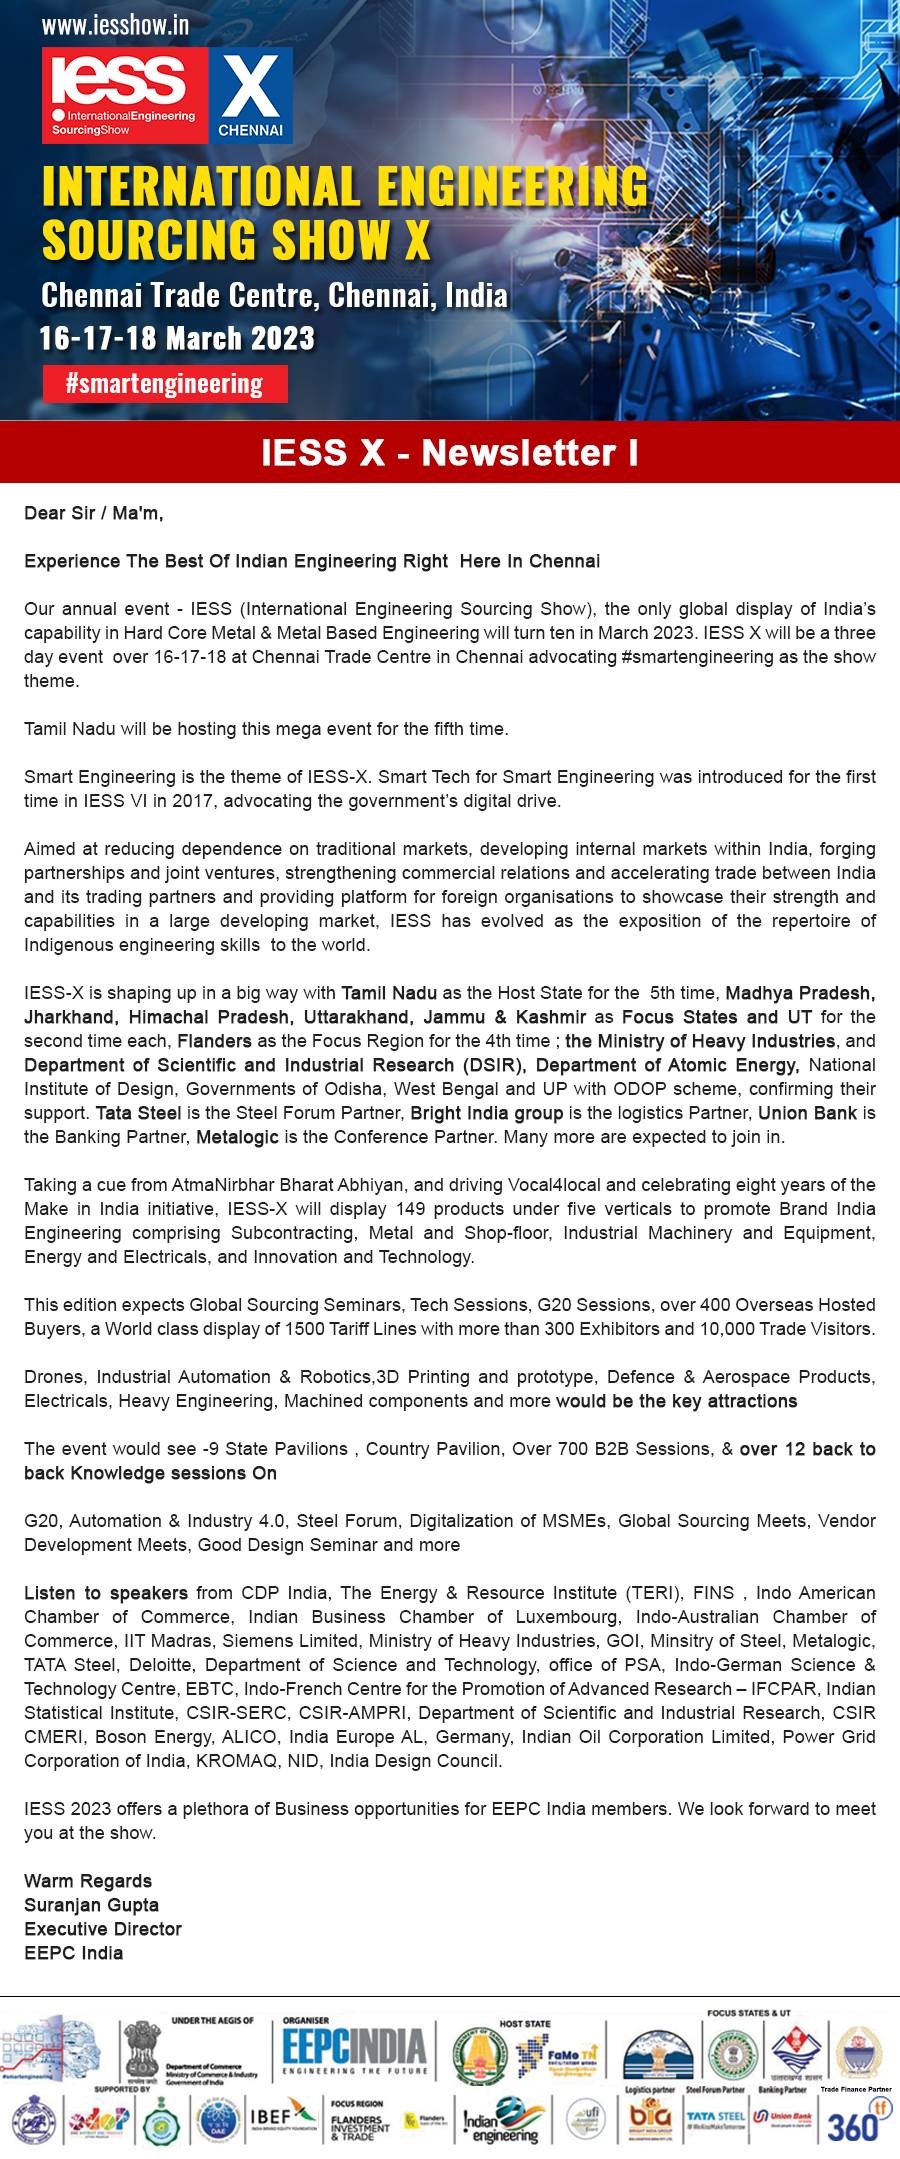 www.iesshow.in
Iess X
InternationalEngineering
SourcingShow
CHENNAI
INTERNATIONAL ENGINEERING
SOURCING SHOW X
Chennai Trade Centre, Chennai, India
16-17-18 March 2023
#smartengineering
IESS X - Newsletter I
Dear Sir / Ma'm,
Experience The Best Of Indian Engineering Right  Here In Chennai
Our annual event - IESS (International Engineering Sourcing Show), the only global display of India’s
capability in Hard Core Metal & Metal Based Engineering will turn ten in March 2023. IESS X will be a three
day event  over 16-17-18 at Chennai Trade Centre in Chennai advocating #smartengineering as the show
theme.
Tamil Nadu will be hosting this mega event for the fifth time.
Smart Engineering is the theme of IESS-X. Smart Tech for Smart Engineering was introduced for the first
time in IESS VI in 2017, advocating the government’s digital drive.
Aimed at reducing dependence on traditional markets, developing internal markets within India, forging
partnerships and joint ventures, strengthening commercial relations and accelerating trade between India
and its trading partners and providing platform for foreign organisations to showcase their strength and
capabilities in a large developing market, IESS has evolved as the exposition of the repertoire of
Indigenous engineering skills  to the world.
IESS-X is shaping up in a big way with Tamil Nadu as the Host State for the  5th time, Madhya Pradesh,
Jharkhand, Himachal Pradesh, Uttarakhand, Jammu & Kashmir as Focus States and UT for the
second time each, Flanders as the Focus Region for the 4th time ; the Ministry of Heavy Industries, and
Department of Scientific and Industrial Research (DSIR), Department of Atomic Energy, National
Institute of Design, Governments of Odisha, West Bengal and UP with ODOP scheme, confirming their
support. Tata Steel is the Steel Forum Partner, Bright India group is the logistics Partner, Union Bank is
the Banking Partner, Metalogic is the Conference Partner. Many more are expected to join in.
Taking a cue from AtmaNirbhar Bharat Abhiyan, and driving Vocal4local and celebrating eight years of the
Make in India initiative, IESS-X will display 149 products under five verticals to promote Brand India
Engineering comprising Subcontracting, Metal and Shop-floor, Industrial Machinery and Equipment,
Energy and Electricals, and Innovation and Technology.
This edition expects Global Sourcing Seminars, Tech Sessions, G20 Sessions, over 400 Overseas Hosted
Buyers, a World class display of 1500 Tariff Lines with more than 300 Exhibitors and 10,000 Trade Visitors.
Drones, Industrial Automation & Robotics,3D Printing and prototype, Defence & Aerospace Products,
Electricals, Heavy Engineering, Machined components and more would be the key attractions
The event would see -9 State Pavilions , Country Pavilion, Over 700 B2B Sessions, & over 12 back to
back Knowledge sessions On
G20, Automation & Industry 4.0, Steel Forum, Digitalization of MSMEs, Global Sourcing Meets, Vendor
Development Meets, Good Design Seminar and more
Listen to speakers from CDP India, The Energy & Resource Institute (TERI), FINS , Indo American
Chamber of Commerce, Indian Business Chamber of Luxembourg, Indo-Australian Chamber of
Commerce, IIT Madras, Siemens Limited, Ministry of Heavy Industries, GOI, Minsitry of Steel, Metalogic,
TATA Steel, Deloitte, Department of Science and Technology, office of PSA, Indo-German Science &
Technology Centre, EBTC, Indo-French Centre for the Promotion of Advanced Research – IFCPAR, Indian
Statistical Institute, CSIR-SERC, CSIR-AMPRI, Department of Scientific and Industrial Research, CSIR
CMERI, Boson Energy, ALICO, India Europe AL, Germany, Indian Oil Corporation Limited, Power Grid
Corporation of India, KROMAQ, NID, India Design Council.
IESS 2023 offers a plethora of Business opportunities for EEPC India members. We look forward to meet
you at the show.
Warm Regards
Suranjan Gupta
Executive Director
EEPC India
#smartengineering
UNDER THE AEGIS OF
Department of Commerce
Ministry of Commerce & Industry
Government of India
ORGANISER
EEPCINDIA
ENGINEERING THE FUTURE
HOST STATE
FaMe TN
FOCUS STATES & UT
SUPPORTED BY
DAE
IBEF
INDIA BRAND EQUITY FOUNDATION
FOCUS REGION
FLANDERS
INVESTMENT
& TRADE
Flanders
Indian
engineering
ufi
Logistics partner
big
BRIGHT INDIA GROUP
Steel Forum Partner
TATA STEEL
#WeAlsoMakeTomorrow
Banking Partner
Union Bank
Trade Finance Partner
360 tf